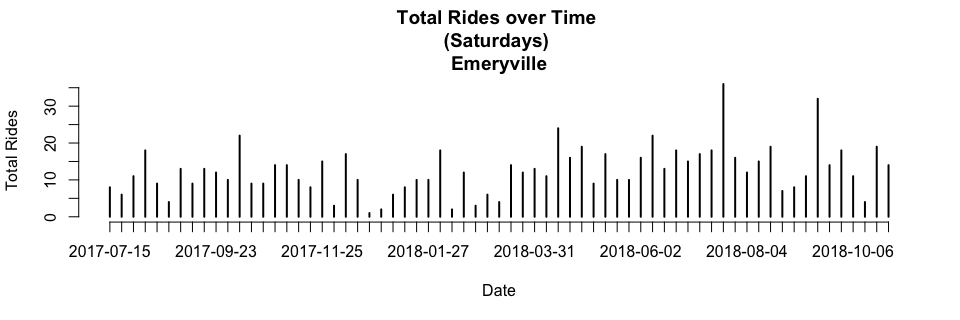 Total Rides over Time
(Saturdays)
Emeryville
Total Rides
30
20
10
0
2017-07-15 2017-09-23 2017-11-25 2018-01-27 2018-03-31 2018-06-02 2018-08-04 2018-10-06
Date